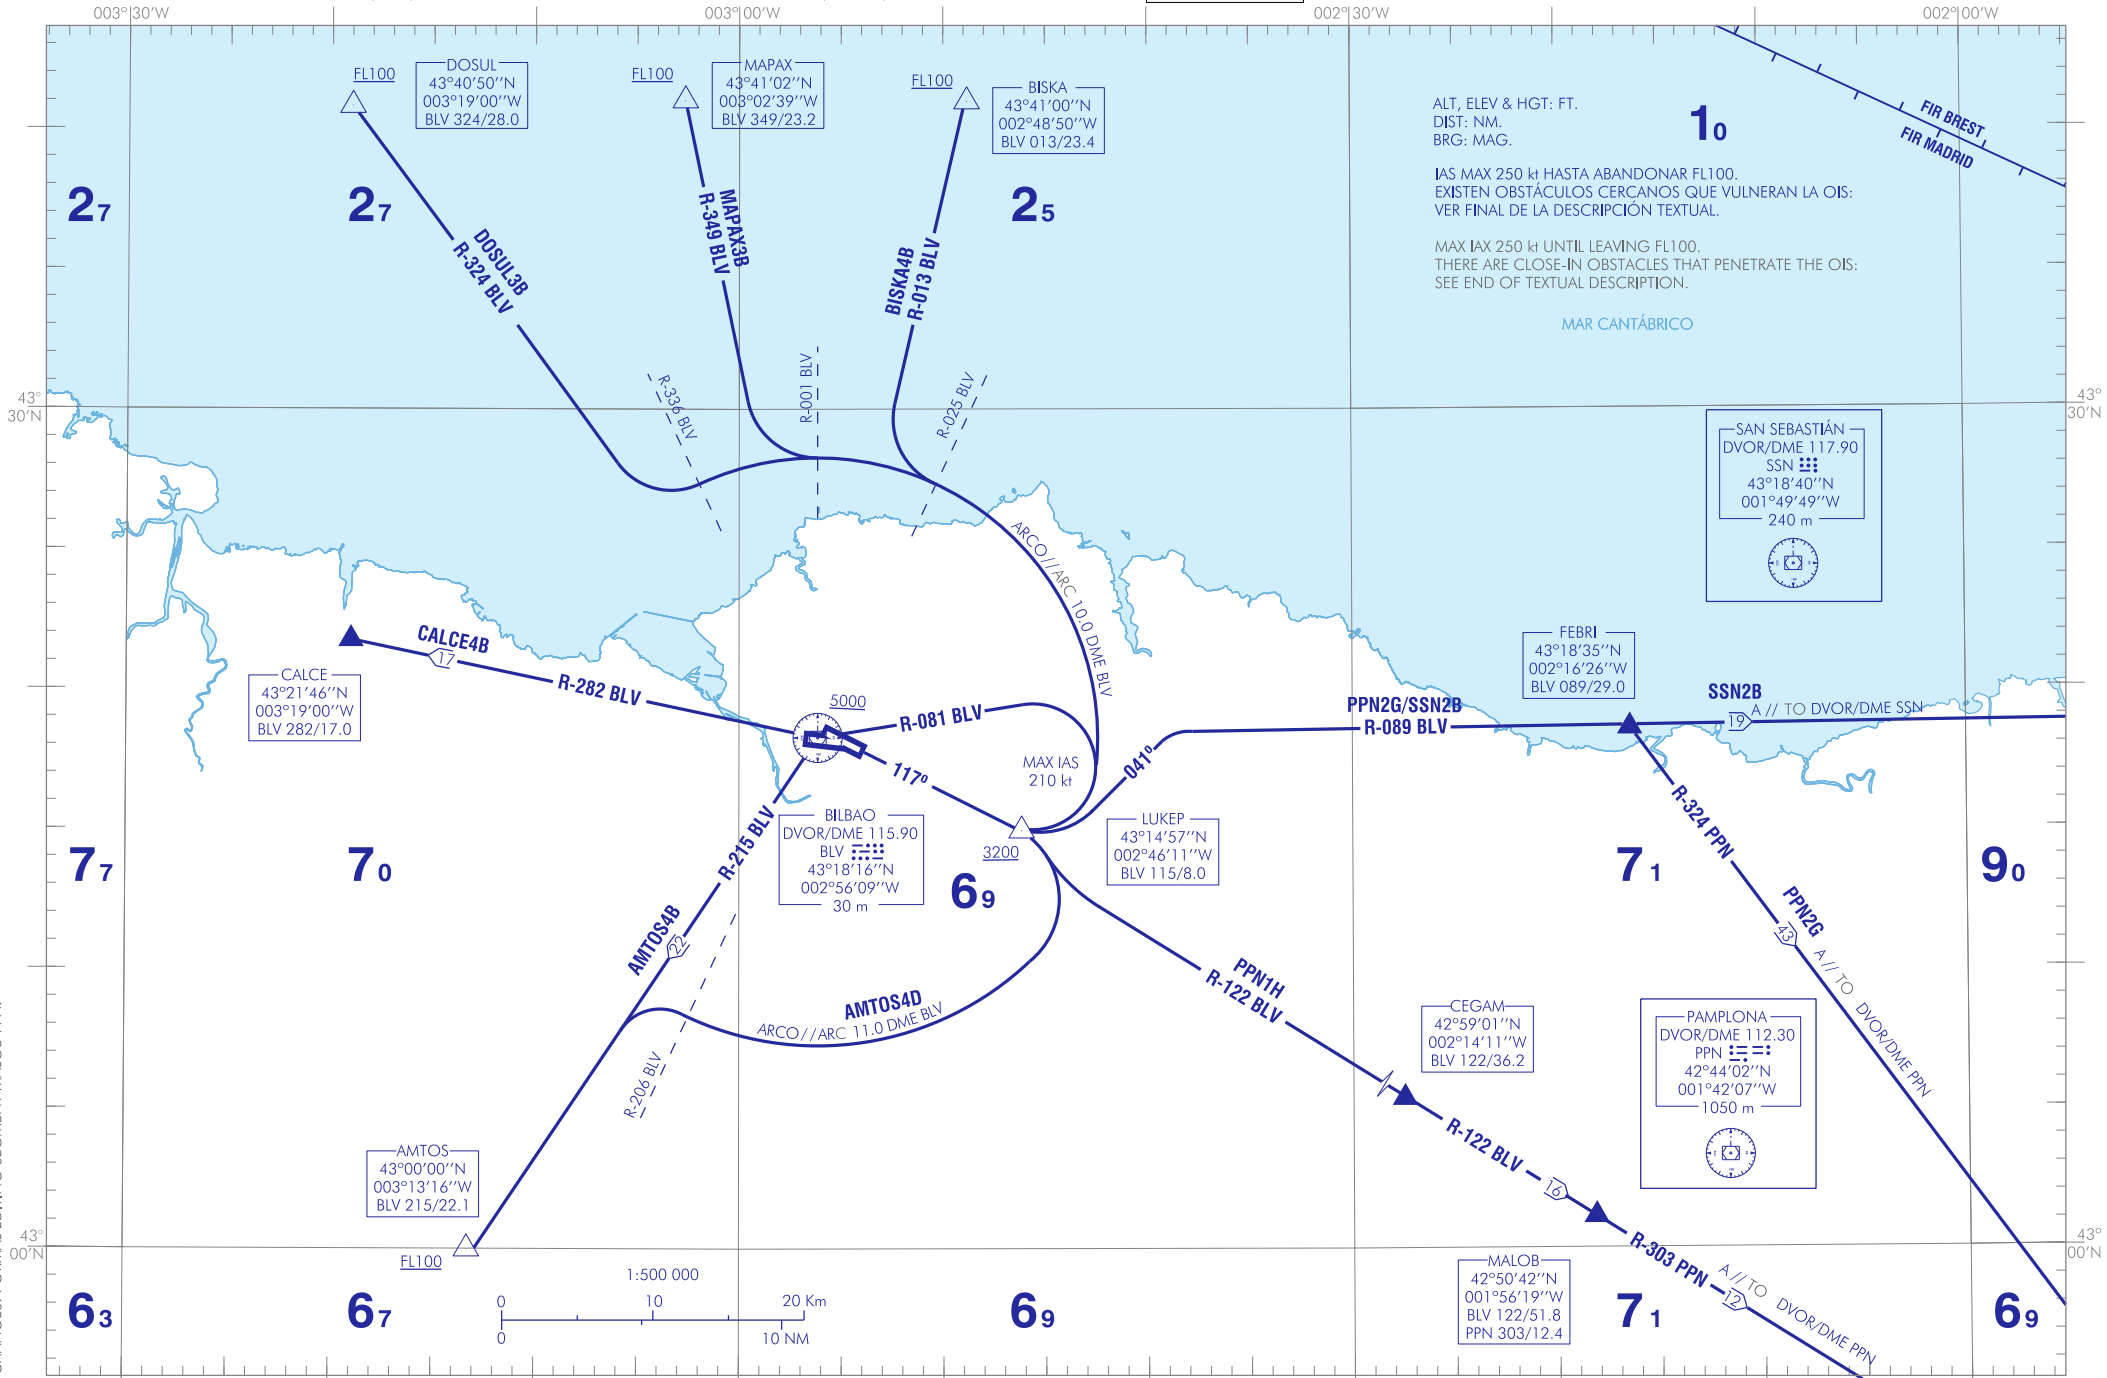 003°30'W
003°00'W
002°30'W
002°00'W
FL100
DOSUL
43°40'50''N
003°19'00''W
BLV 324/28.0
FL100
MAPAX
43°41'02''N
003°02'39''W
BLV 349/23.2
FL100
BISKA
43°41'00''N
002°48'50''W
BLV 013/23.4
ALT, ELEV & HGT: FT.
DIST: NM.
BRG: MAG.
10
FIR BREST
FIR MADRID
IAS MAX 250 kt HASTA ABANDONAR FL100.
EXISTEN OBSTÁCULOS CERCANOS QUE VULNERAN LA OIS:
VER FINAL DE LA DESCRIPCIÓN TEXTUAL.
MAX IAX 250 kt UNTIL LEAVING FL100.
THERE ARE CLOSE-IN OBSTACLES THAT PENETRATE THE OIS:
SEE END OF TEXTUAL DESCRIPTION.
MAR CANTÁBRICO
27
27
25
DOSUL3B
R-324 BLV
MAPAX3B
R-349 BLV
BISKA4B
R-013 BLV
R-336 BLV
R-001 BLV
R-025 BLV
43°
30'N
43°
30'N
SAN SEBASTIÁN
DVOR/DME 117.90
SSN
43°18'40''N
001°49'49''W
240 m
ARCO//ARC 10.0 DME BLV
CALCE4B
17
R-282 BLV
CALCE
43°21'46''N
003°19'00''W
BLV 282/17.0
5000
R-081 BLV
117º
MAX IAS
210 kt
041º
PPN2G/SSN2B
R-089 BLV
FEBRI
43°18'35''N
002°16'26''W
BLV 089/29.0
SSN2B
19
A // TO DVOR/DME SSN
BILBAO
DVOR/DME 115.90
BLV
43°18'16''N
002°56'09''W
30 m
LUKEP
43°14'57''N
002°46'11''W
BLV 115/8.0
3200
R-215 BLV
AMTOS4B
22
R-324 PPN
PPN2G
43
A // TO DVOR/DME PPN
77
70
69
71
90
AMTOS4D
ARCO//ARC 11.0 DME BLV
R-206 BLV
PPN1H
R-122 BLV
CEGAM
42°59'01''N
002°14'11''W
BLV 122/36.2
PAMPLONA
DVOR/DME 112.30
PPN
42°44'02''N
001°42'07''W
1050 m
R-122 BLV
16
AMTOS
43°00'00''N
003°13'16''W
BLV 215/22.1
FL100
43°
00'N
43°
00'N
R-303 PPN
12
A // TO DVOR/DME PPN
MALOB
42°50'42''N
001°56'19''W
BLV 122/51.8
PPN 303/12.4
1:500 000
0 10 20 Km
0 10 NM
63
67
69
71
69